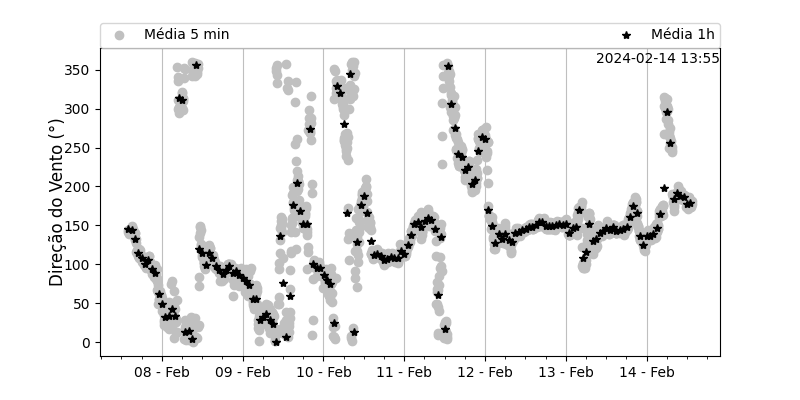 Média 5 min
Média 1h
2024-02-14 13:55
Direção do Vento (°)
350
300
250
200
150
100
50
0
08 - Feb
09 - Feb
10 - Feb
11 - Feb
12 - Feb
13 - Feb
14 - Feb